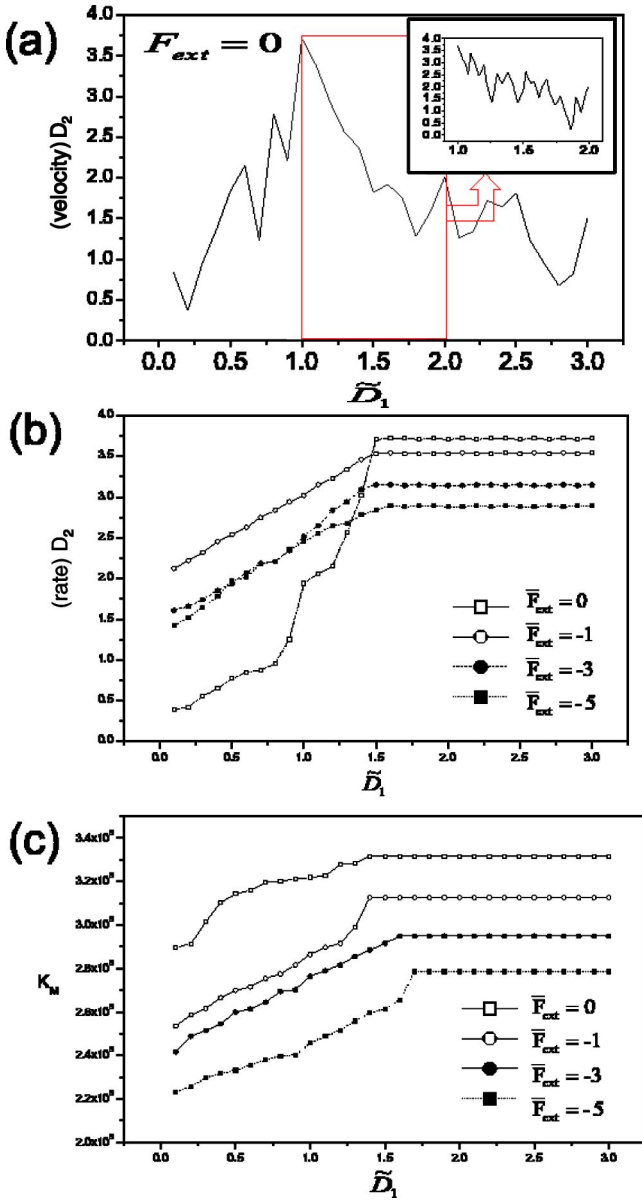 (a)
F_ext = 0
(velocity) D_2
4.0
3.5
3.0
2.5
2.0
1.5
1.0
0.5
0.0
4.0
3.5
3.0
2.5
2.0
1.5
1.0
0.5
0.0
1.0 1.5 2.0
0.0 0.5 1.0 1.5 2.0 2.5 3.0
D̃_1
(b)
(rate) D_2
4.0
3.5
3.0
2.5
2.0
1.5
1.0
0.5
0.0
F̅_ext = 0
F̅_ext = -1
F̅_ext = -3
F̅_ext = -5
0.0 0.5 1.0 1.5 2.0 2.5 3.0
D̃_1
(c)
K_M
F̅_ext = 0
F̅_ext = -1
F̅_ext = -3
F̅_ext = -5
0.0 0.5 1.0 1.5 2.0 2.5 3.0
D̃_1